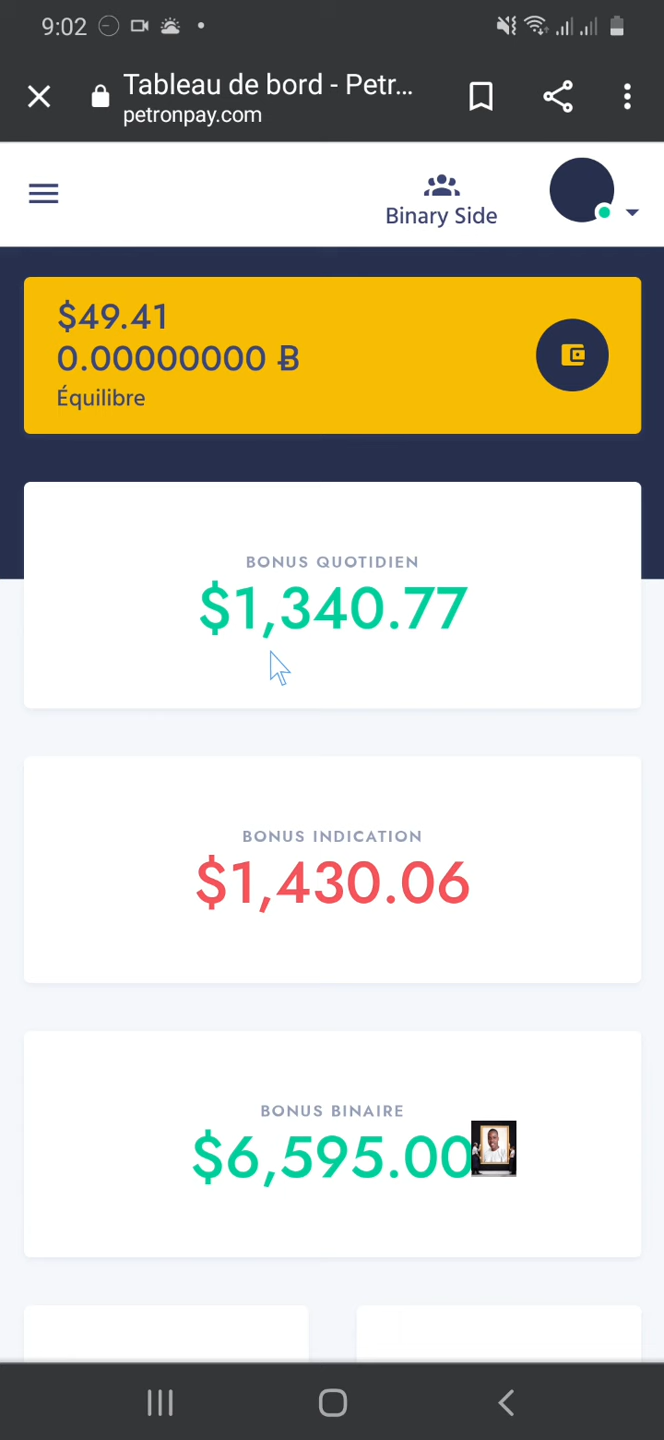 9:02
Tableau de bord - Petr...
petronpay.com
Binary Side
$49.41
0.00000000 Ƀ
Équilibre
BONUS QUOTIDIEN
$1,340.77
BONUS INDICATION
$1,430.06
BONUS BINAIRE
$6,595.00